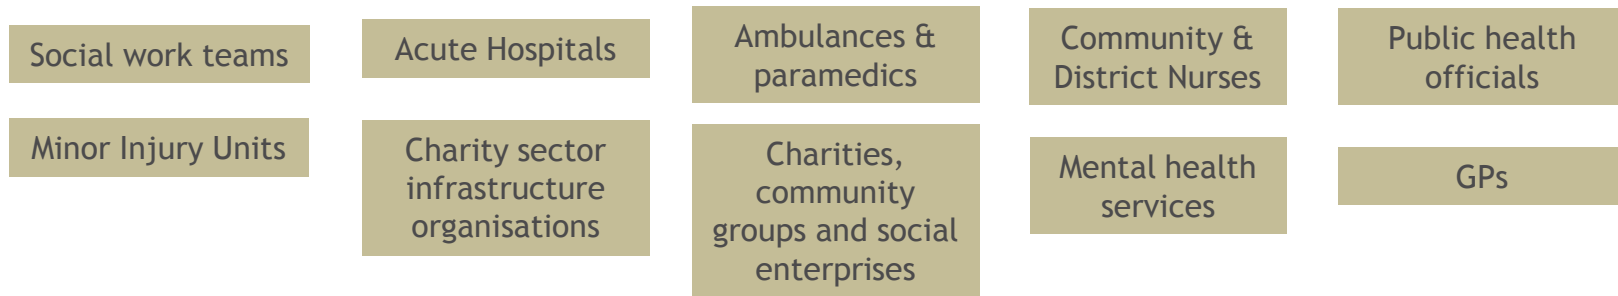 Social work teams
Acute Hospitals
Ambulances &
paramedics
Community &
District Nurses
Public health
officials
Minor Injury Units
Charity sector
infrastructure
organisations
Charities,
community
groups and social
enterprises
Mental health
services
GPs